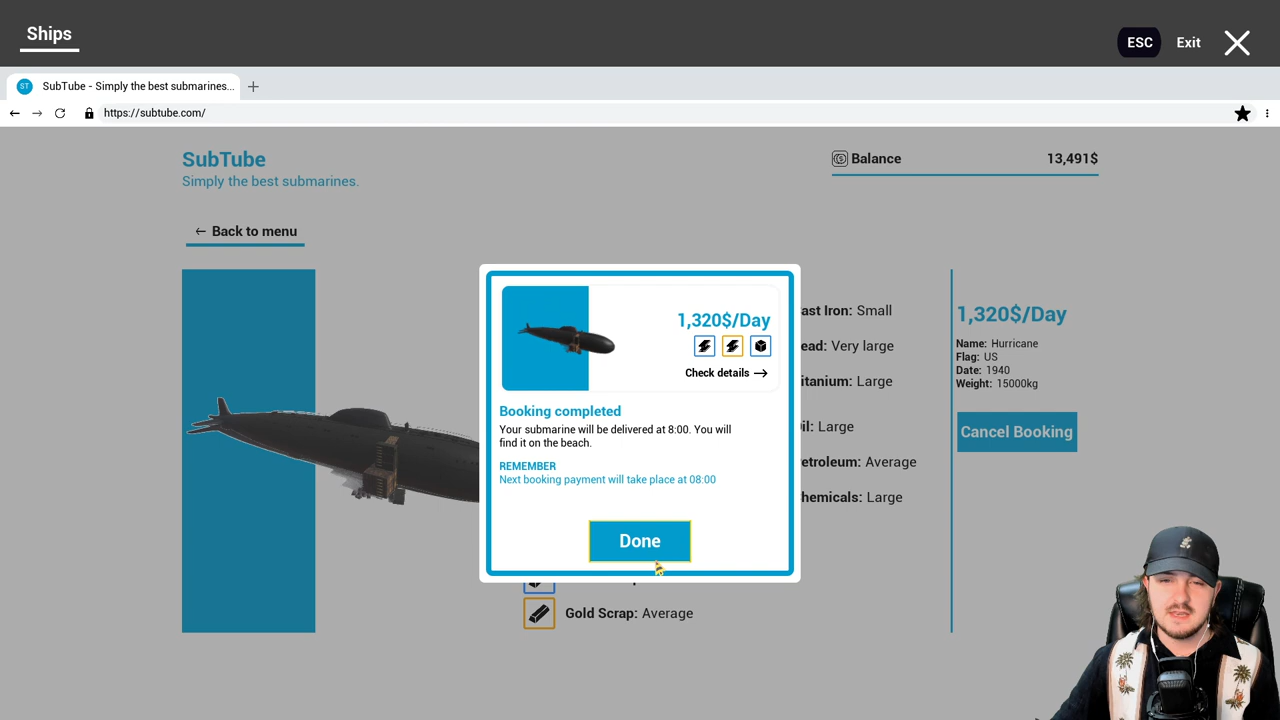 Ships
ESC Exit
ST SubTube - Simply the best submarines...
https://subtube.com/
SubTube
Simply the best submarines.
Balance 13,491$
← Back to menu
1,320$/Day
Check details →
Booking completed
Your submarine will be delivered at 8:00. You will
find it on the beach.
REMEMBER
Next booking payment will take place at 08:00
Done
ast Iron: Small
ead: Very large
itanium: Large
il: Large
etroleum: Average
hemicals: Large
Gold Scrap: Average
1,320$/Day
Name: Hurricane
Flag: US
Date: 1940
Weight: 15000kg
Cancel Booking